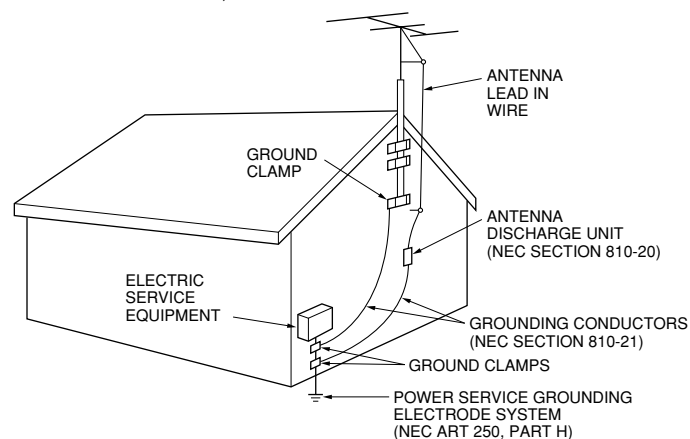 ANTENNA
LEAD IN
WIRE
GROUND
CLAMP
ANTENNA
DISCHARGE UNIT
(NEC SECTION 810-20)
ELECTRIC
SERVICE
EQUIPMENT
GROUNDING CONDUCTORS
(NEC SECTION 810-21)
GROUND CLAMPS
POWER SERVICE GROUNDING
ELECTRODE SYSTEM
(NEC ART 250, PART H)